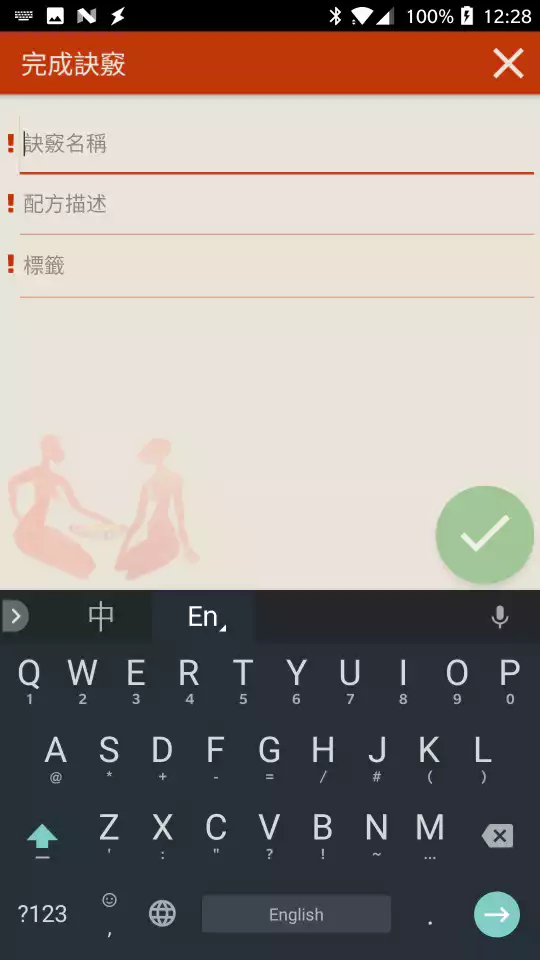 100% 12:28
完成訣竅
! 訣竅名稱
! 配方描述
! 標籤
中 En
Q W E R T Y U I O P
1 2 3 4 5 6 7 8 9 0
A S D F G H J K L
@ * + - = / # ( )
Z X C V B N M
' : " ? ! ~ ...
?123 , English .